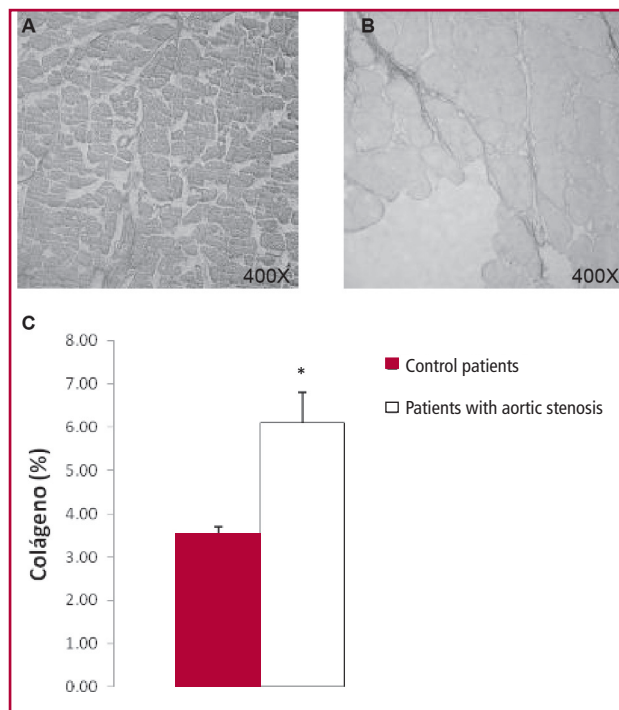 A
B
400X
400X
C
8.00
7.00
6.00
5.00
4.00
3.00
2.00
1.00
0.00
Colágeno (%)
*
Control patients
Patients with aortic stenosis